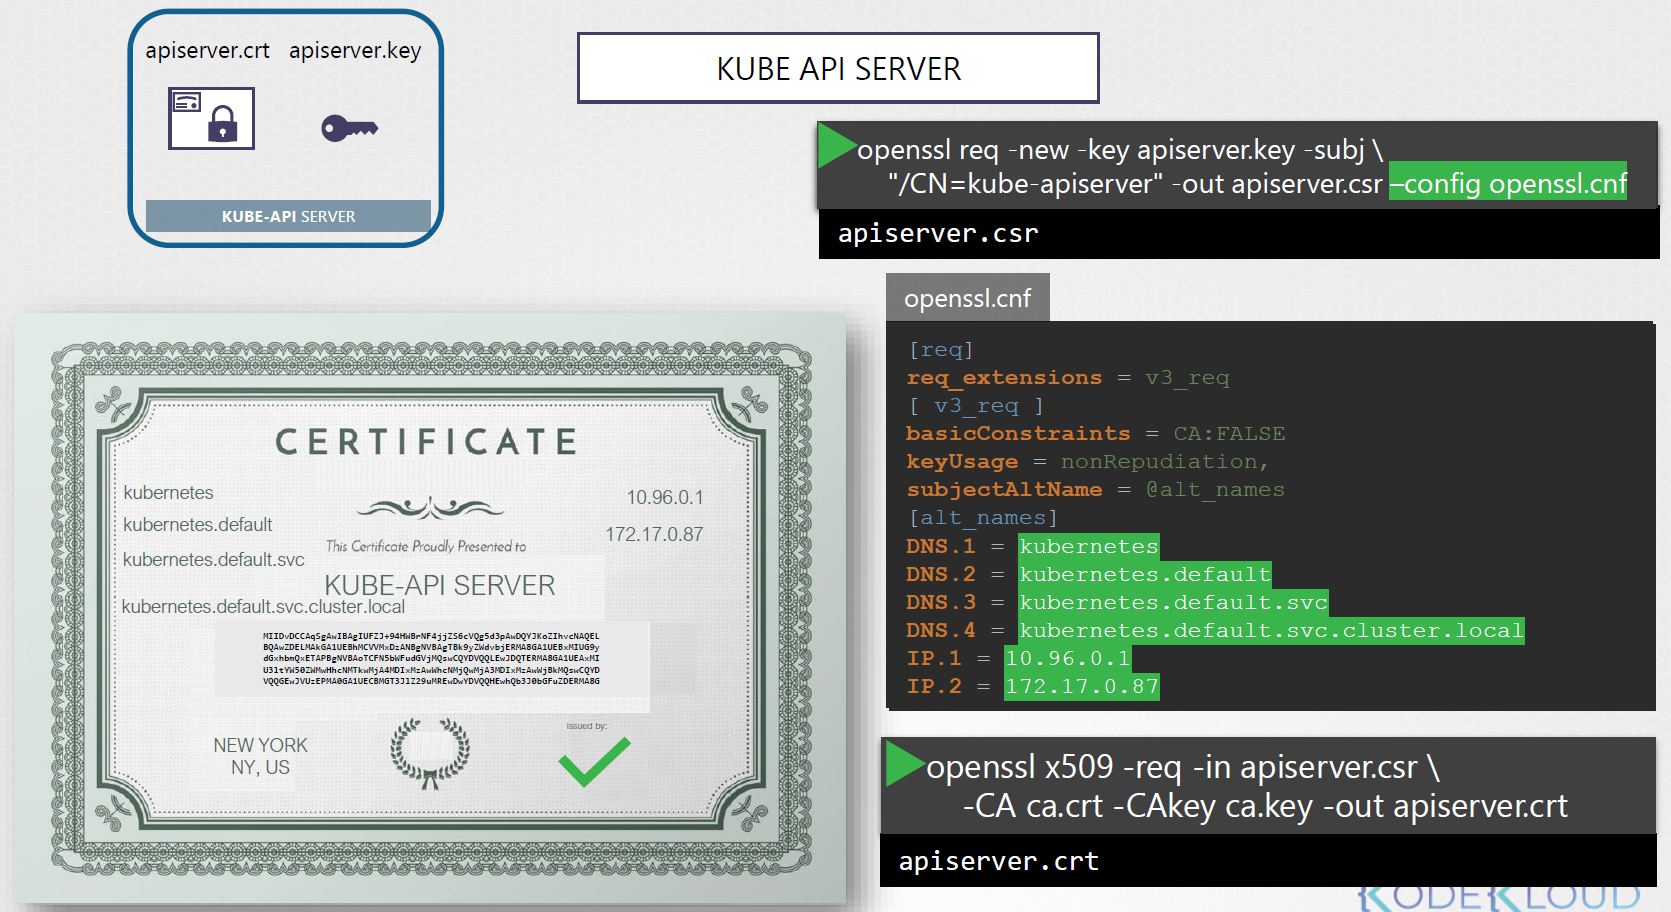 apiserver.crt apiserver.key
KUBE-API SERVER
KUBE API SERVER
openssl req -new -key apiserver.key -subj \
"/CN=kube-apiserver" -out apiserver.csr –config openssl.cnf
apiserver.csr
openssl.cnf
[req]
req_extensions = v3_req
[ v3_req ]
basicConstraints = CA:FALSE
keyUsage = nonRepudiation,
subjectAltName = @alt_names
[alt_names]
DNS.1 = kubernetes
DNS.2 = kubernetes.default
DNS.3 = kubernetes.default.svc
DNS.4 = kubernetes.default.svc.cluster.local
IP.1 = 10.96.0.1
IP.2 = 172.17.0.87
openssl x509 -req -in apiserver.csr \
-CA ca.crt -CAkey ca.key -out apiserver.crt
apiserver.crt
CERTIFICATE
kubernetes
kubernetes.default
kubernetes.default.svc
kubernetes.default.svc.cluster.local
10.96.0.1
172.17.0.87
This Certificate Proudly Presented to
KUBE-API SERVER
NEW YORK
NY, US
Issued by:
KODEKLOUD